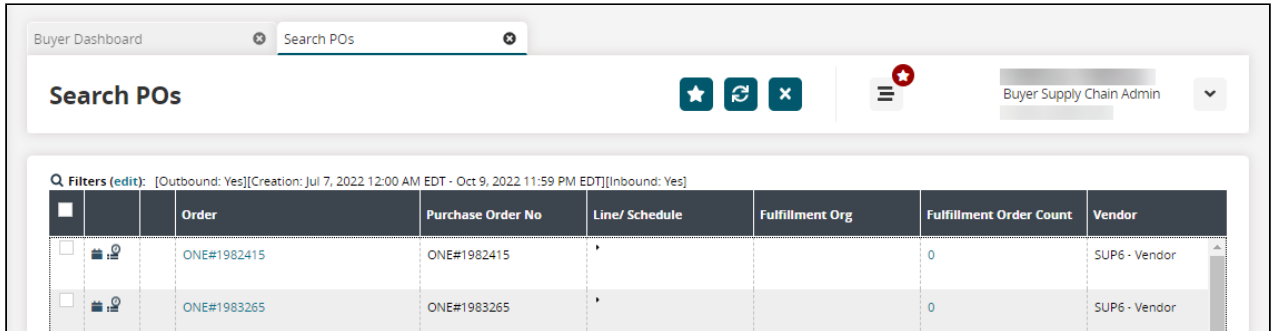 Buyer Dashboard Search POs
Search POs
Buyer Supply Chain Admin
Filters (edit): [Outbound: Yes][Creation: Jul 7, 2022 12:00 AM EDT - Oct 9, 2022 11:59 PM EDT][Inbound: Yes]
Order Purchase Order No Line/ Schedule Fulfillment Org Fulfillment Order Count Vendor
ONE#1982415 ONE#1982415 0 SUP6 - Vendor
ONE#1983265 ONE#1983265 0 SUP6 - Vendor